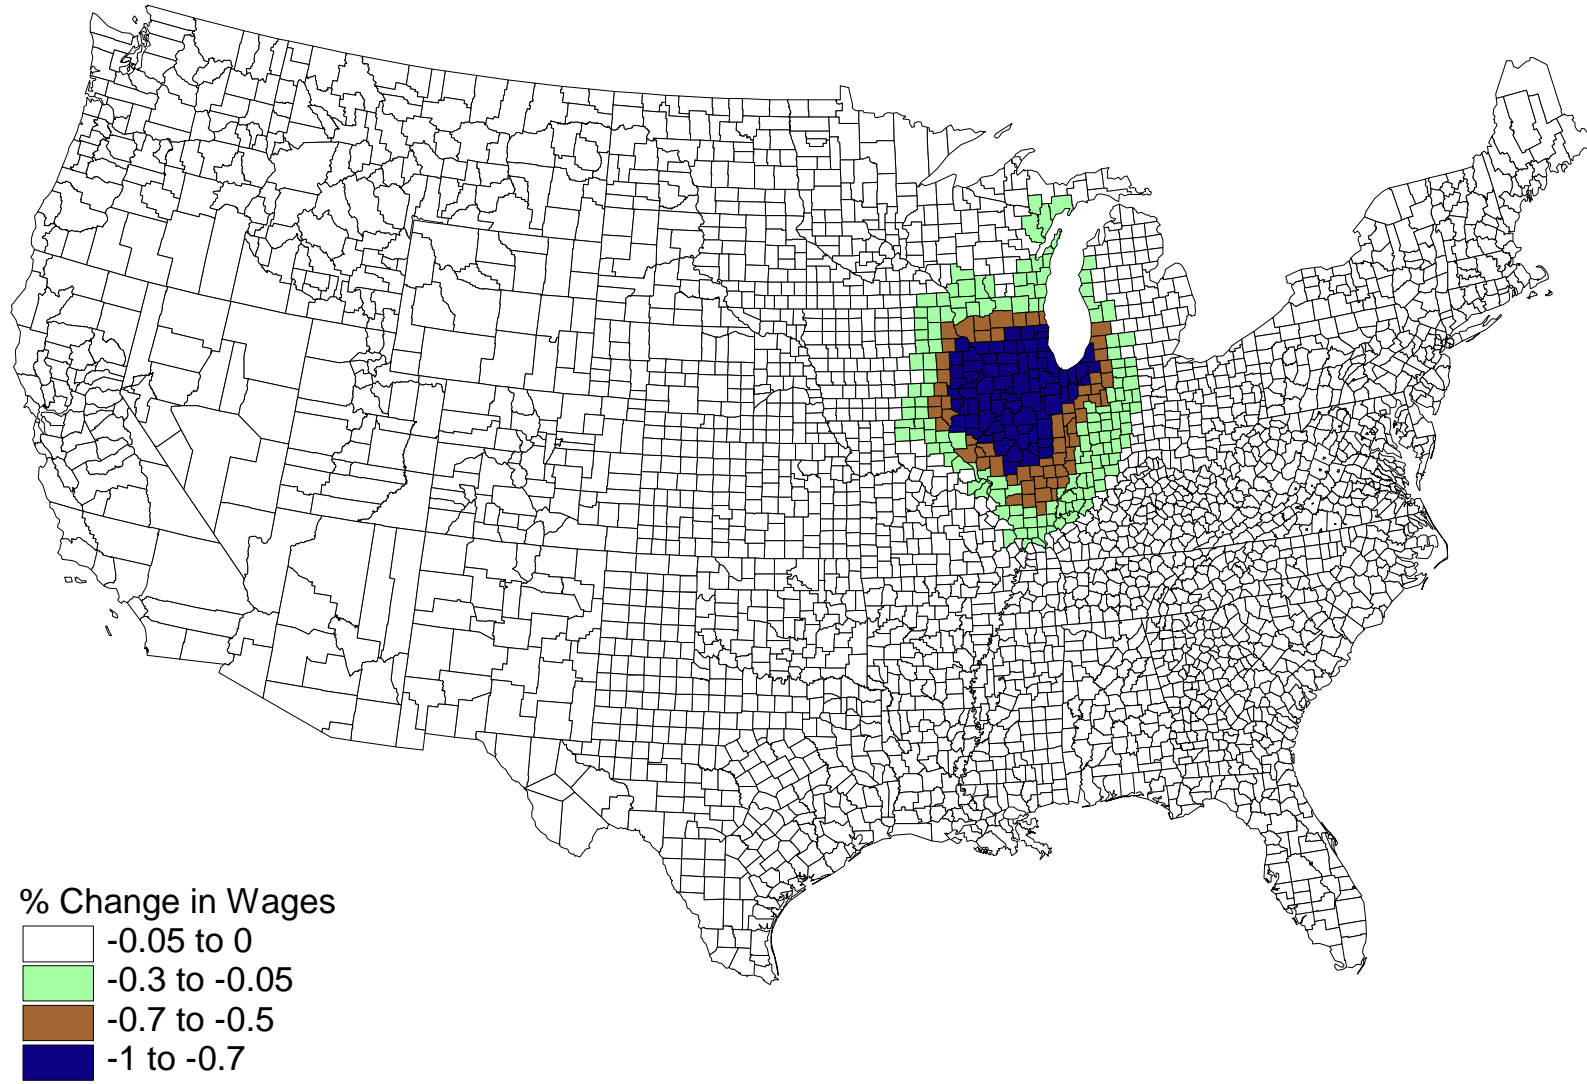 % Change in Wages
-0.05 to 0
-0.3 to -0.05
-0.7 to -0.5
-1 to -0.7